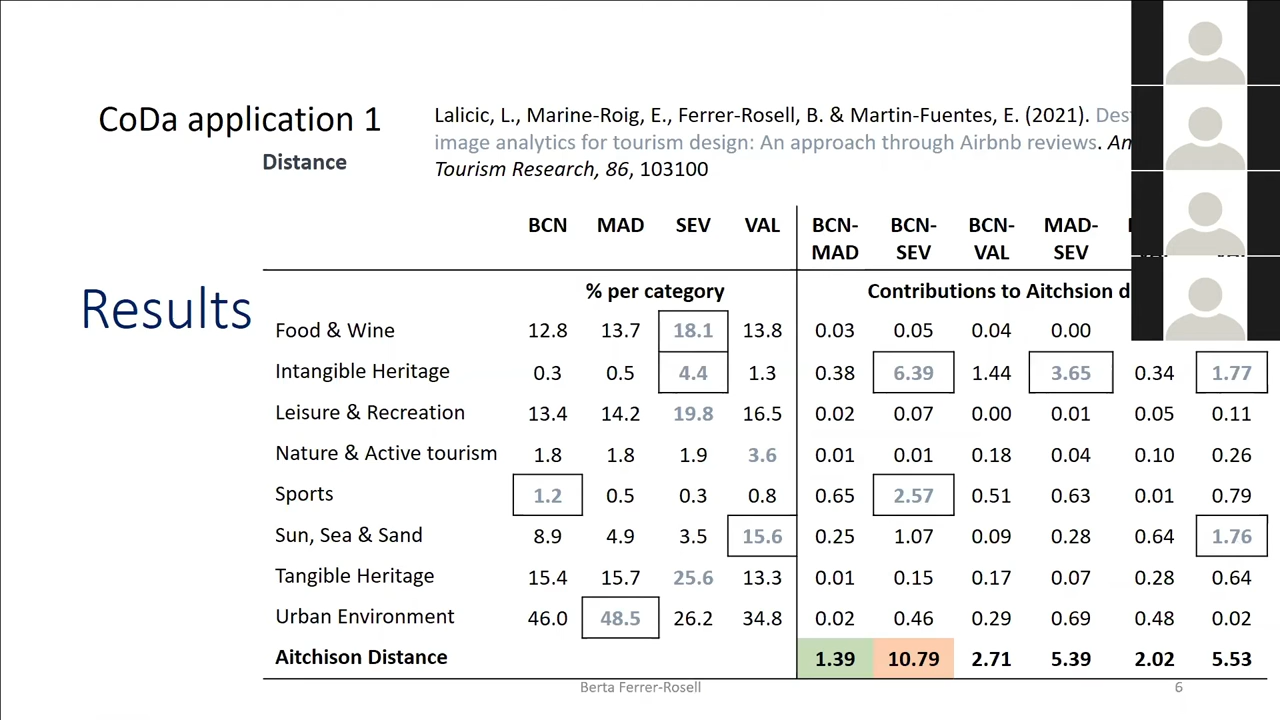 CoDa application 1
Distance
Lalicic, L., Marine-Roig, E., Ferrer-Rosell, B. & Martin-Fuentes, E. (2021).
image analytics for tourism design: An approach through Airbnb reviews.
Tourism Research, 86, 103100
Results
BCN MAD SEV VAL BCN-MAD BCN-SEV BCN-VAL MAD-SEV
% per category Contributions to Aitchsion
Food & Wine 12.8 13.7 18.1 13.8 0.03 0.05 0.04 0.00
Intangible Heritage 0.3 0.5 4.4 1.3 0.38 6.39 1.44 3.65 0.34 1.77
Leisure & Recreation 13.4 14.2 19.8 16.5 0.02 0.07 0.00 0.01 0.05 0.11
Nature & Active tourism 1.8 1.8 1.9 3.6 0.01 0.01 0.18 0.04 0.10 0.26
Sports 1.2 0.5 0.3 0.8 0.65 2.57 0.51 0.63 0.01 0.79
Sun, Sea & Sand 8.9 4.9 3.5 15.6 0.25 1.07 0.09 0.28 0.64 1.76
Tangible Heritage 15.4 15.7 25.6 13.3 0.01 0.15 0.17 0.07 0.28 0.64
Urban Environment 46.0 48.5 26.2 34.8 0.02 0.46 0.29 0.69 0.48 0.02
Aitchison Distance 1.39 10.79 2.71 5.39 2.02 5.53
Berta Ferrer-Rosell 6